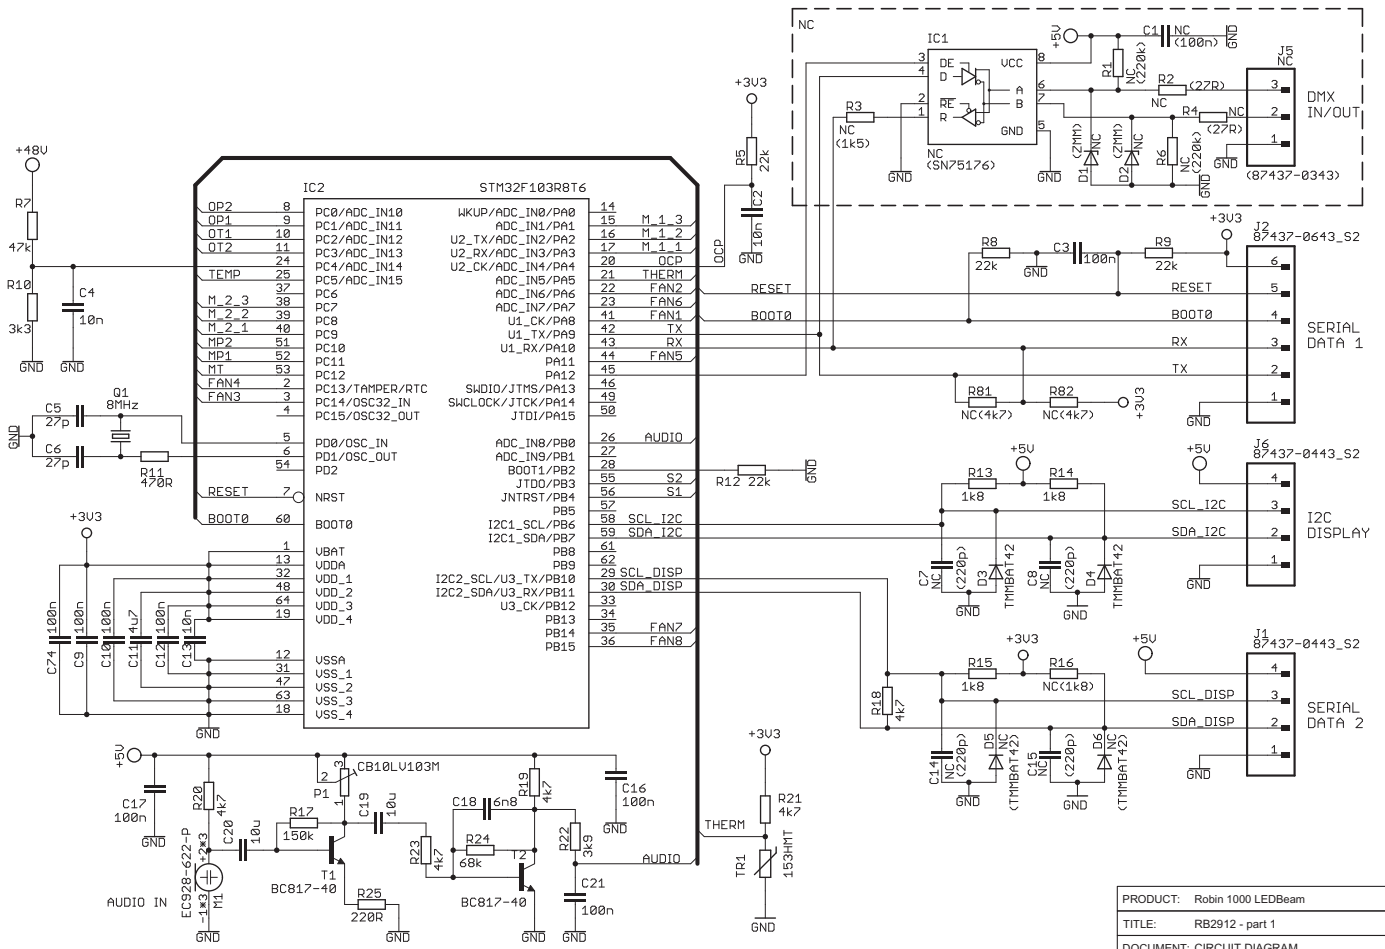 NC
IC1
3
4
2
1
DE
D
RE
R
VCC
A
B
GND
8
6
7
5
NC
(SN75176)
GND
GND
+5V
C1
NC
(100n)
GND
R1
NC
(220k)
R2
(27R)
NC
R4
NC
(27R)
R3
NC
(1k5)
D1
(ZMM)
NC
D2
(ZMM)
NC
R6
NC
(220k)
GND
GND
J5
NC
3
2
1
DMX
IN/OUT
(87437-0343)
+48V
R7
47k
R10
3k3
C4
10n
GND
GND
+3V3
R5
22k
C2
10n
GND
OCP
IC2
STM32F103R8T6
OP2 8 PC0/ADC_IN10
OP1 9 PC1/ADC_IN11
OT1 10 PC2/ADC_IN12
OT2 11 PC3/ADC_IN13
24 PC4/ADC_IN14
TEMP 25 PC5/ADC_IN15
37 PC6
M_2_3 38 PC7
M_2_2 39 PC8
M_2_1 40 PC9
MP2 51 PC10
MP1 52 PC11
MT 53 PC12
FAN4 2 PC13/TAMPER/RTC
FAN3 3 PC14/OSC32_IN
4 PC15/OSC32_OUT
5 PD0/OSC_IN
6 PD1/OSC_OUT
54 PD2
RESET 7 NRST
BOOT0 60 BOOT0
1 VBAT
13 VDDA
32 VDD_1
48 VDD_2
64 VDD_3
19 VDD_4
12 VSSA
31 VSS_1
47 VSS_2
63 VSS_3
18 VSS_4
WKUP/ADC_IN0/PA0 14
ADC_IN1/PA1 15 M_1_3
U2_TX/ADC_IN2/PA2 16 M_1_2
U2_RX/ADC_IN3/PA3 17 M_1_1
U2_CK/ADC_IN4/PA4 20 OCP
ADC_IN5/PA5 21 THERM
ADC_IN6/PA6 22 FAN2
ADC_IN7/PA7 23 FAN6
U1_CK/PA8 41 FAN1
U1_TX/PA9 42 TX
U1_RX/PA10 43 RX
PA11 44 FAN5
PA12 45
SWDIO/JTMS/PA13 46
SWCLOCK/JTCK/PA14 49
JTDI/PA15 50
ADC_IN8/PB0 26 AUDIO
ADC_IN9/PB1 27
BOOT1/PB2 28
JTDO/PB3 55 S2
JNTRST/PB4 56 S1
PB5 57
I2C1_SCL/PB6 58 SCL_I2C
I2C1_SDA/PB7 59 SDA_I2C
PB8 61
PB9 62
I2C2_SCL/U3_TX/PB10 29 SCL_DISP
I2C2_SDA/U3_RX/PB11 30 SDA_DISP
U3_CK/PB12 33
PB13 34
PB14 35 FAN7
PB15 36 FAN8
RESET
BOOT0
R8
22k
GND
C3
100n
R9
22k
+3V3
J2
87437-0643_S2
6
RESET 5
BOOT0 4
RX 3
TX 2
1
GND
SERIAL
DATA 1
R81
NC(4k7)
R82
NC(4k7)
+3V3
GND
C5
27p
C6
27p
Q1
8MHz
R11
470R
R12 22k
GND
+3V3
C74 100n
C9 100n
C10 100n
C11 4u7
C12 100n
C13 10n
GND
R13
1k8
+5V
R14
1k8
+5V
J6
87437-0443_S2
4
SCL_I2C 3
SDA_I2C 2
1
GND
I2C
DISPLAY
C7
NC
(220p)
D3
TMMBAT42
C8
NC
(220p)
D4
TMMBAT42
GND
GND
R15
1k8
+3V3
R16
NC(1k8)
+5V
J1
87437-0443_S2
4
SCL_DISP 3
SDA_DISP 2
1
GND
SERIAL
DATA 2
R18
4k7
C14
NC
(220p)
D5
NC
(TMMBAT42)
C15
NC
(220p)
D6
NC
(TMMBAT42)
GND
GND
+5V
C17
100n
GND
R20
4k7
C20
10u
EC928-622-P
-1*3 +2*3
M1
AUDIO IN
GND
R17
150k
2
3
1
P1
CB10LV103M
T1
BC817-40
R25
220R
GND
C19
10u
R23
4k7
C18 6n8
R24
68k
R19
4k7
T2
BC817-40
GND
R22
3k9
C21
100n
GND
C16
100n
GND
AUDIO
THERM
+3V3
R21
4k7
TR1
153HMT
GND
PRODUCT: Robin 1000 LEDBeam
TITLE: RB2912 - part 1
DOCUMENT: CIRCUIT DIAGRAM